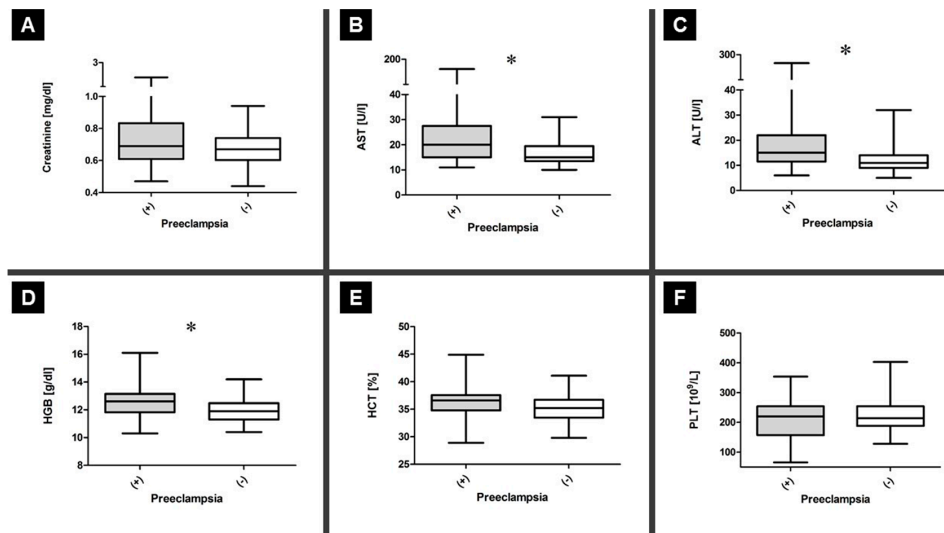 A
Creatinine [mg/dl]
3
1.0
0.8
0.6
0.4
(+)
(-)
Preeclampsia
B
*
AST [U/l]
200
40
30
20
10
0
(+)
(-)
Preeclampsia
C
*
ALT [U/l]
300
40
30
20
10
0
(+)
(-)
Preeclampsia
D
*
HGB [g/dl]
18
16
14
12
10
8
(+)
(-)
Preeclampsia
E
HCT [%]
50
45
40
35
30
25
(+)
(-)
Preeclampsia
F
PLT [10⁹/L]
500
400
300
200
100
(+)
(-)
Preeclampsia